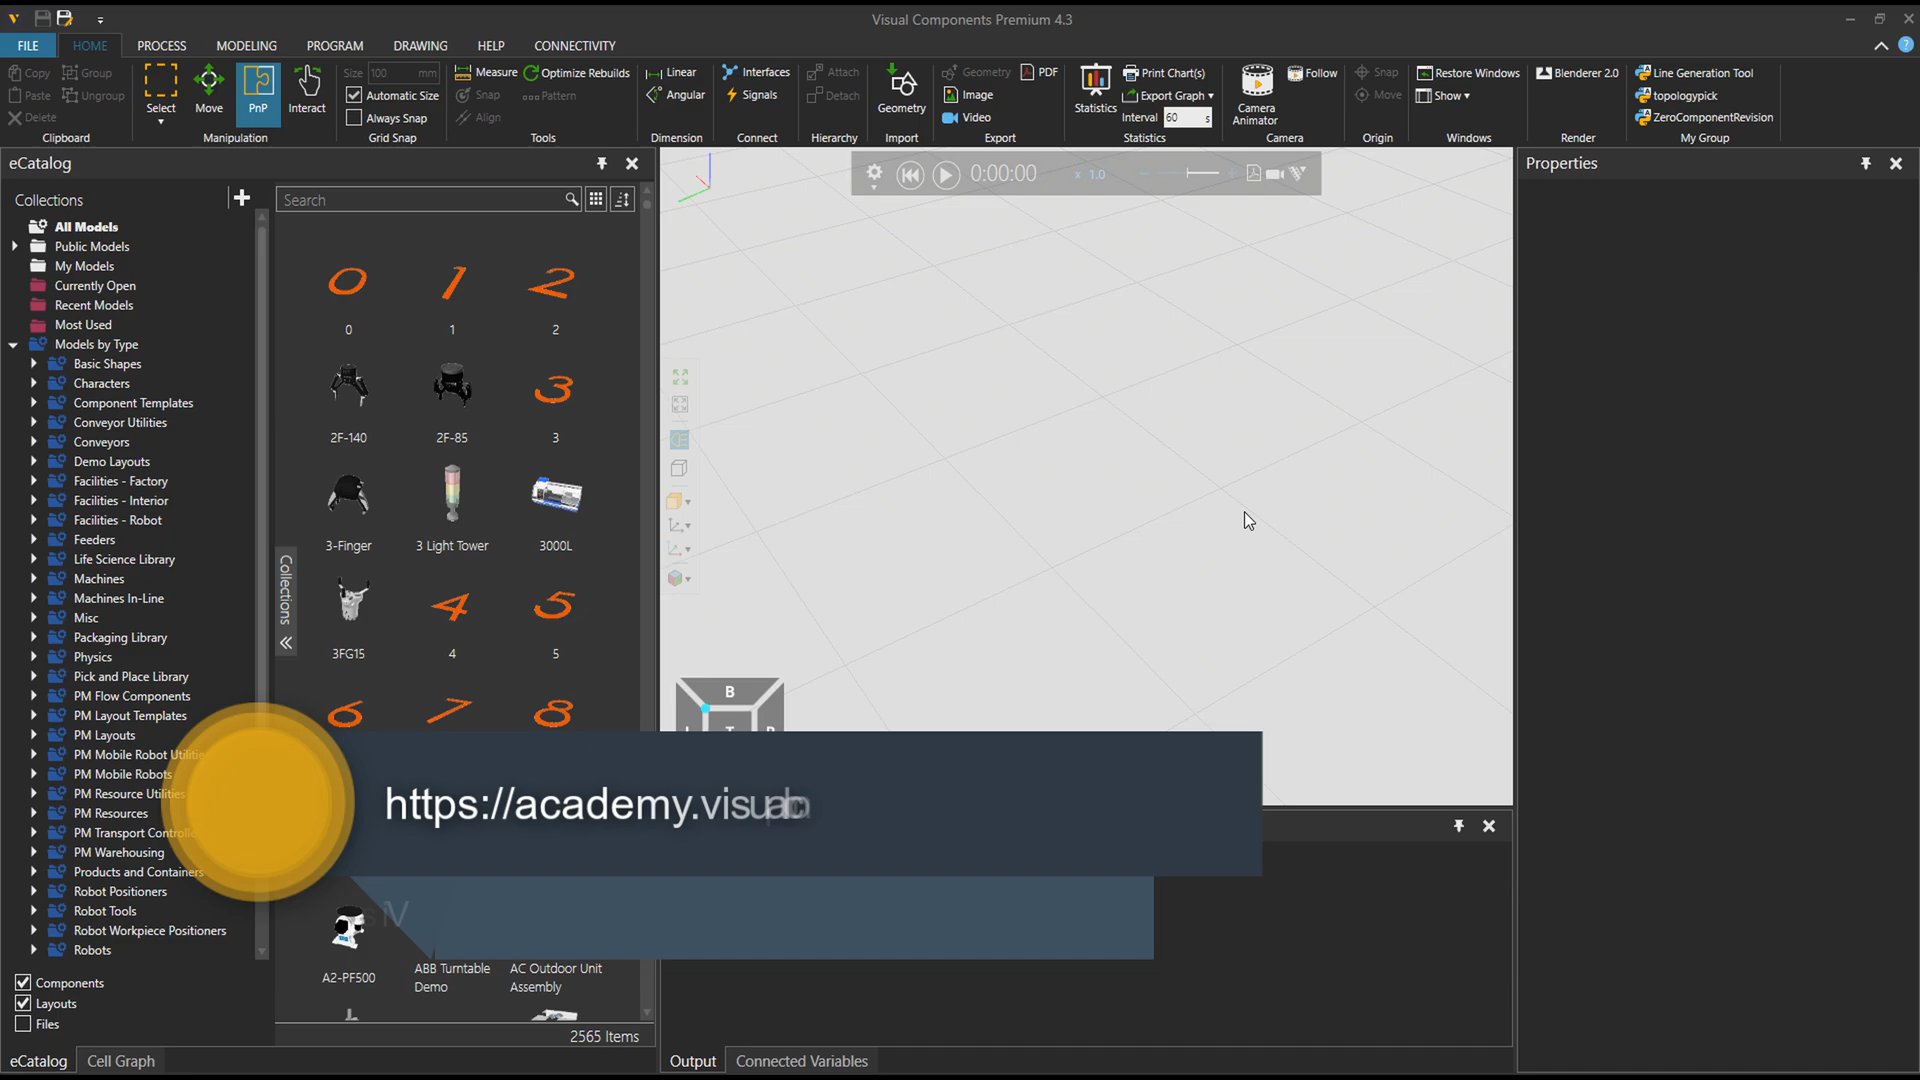 Visual Components Premium 4.3
FILE HOME PROCESS MODELING PROGRAM DRAWING HELP CONNECTIVITY
Copy Group
Paste Ungroup
Delete
Clipboard
Select Move PnP Interact
Manipulation
Size 100 mm
Automatic Size
Always Snap
Grid Snap
Measure Optimize Rebuilds
Snap Pattern
Align
Tools
Linear
Angular
Dimension
Interfaces
Signals
Connect
Attach
Detach
Hierarchy
Geometry
Import
Geometry PDF
Image
Video
Export
Statistics
Print Chart(s)
Export Graph
Interval 60 s
Statistics
Camera Animator
Follow
Camera
Snap
Move
Origin
Restore Windows
Show
Windows
Blenderer 2.0
Render
Line Generation Tool
topologypick
ZeroComponentRevision
My Group
eCatalog
Collections
All Models
Public Models
My Models
Currently Open
Recent Models
Most Used
Models by Type
Basic Shapes
Characters
Component Templates
Conveyor Utilities
Conveyors
Demo Layouts
Facilities - Factory
Facilities - Interior
Facilities - Robot
Feeders
Life Science Library
Machines
Machines In-Line
Misc
Packaging Library
Physics
Pick and Place Library
PM Flow Components
PM Layout Templates
PM Layouts
PM Mobile Robot
PM Mobile Robots
PM Resource Utilities
PM Resources
PM Transport
PM Warehousing
Products and Containers
Robot Positioners
Robot Tools
Robot Workpiece Positioners
Robots
Components
Layouts
Files
Search
0 1 2
0 1 2
3
2F-140 2F-85 3
3-Finger 3 Light Tower 3000L
4 5
3FG15 4 5
6 7 8
A2-PF500
ABB Turntable Demo
AC Outdoor Unit Assembly
2565 Items
Collections
eCatalog Cell Graph
0:00:00 x 1.0
B
https://academy.visu
Output Connected Variables
Properties